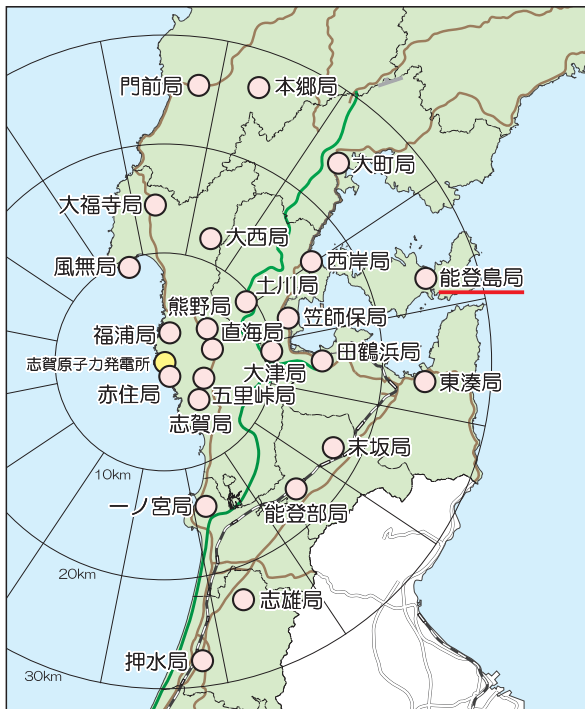 門前局
本郷局
大町局
大福寺局
大西局
西岸局
風無局
能登島局
土川局
熊野局
笠師保局
福浦局
直海局
志賀原子力発電所
大津局
田鶴浜局
赤住局
五里峠局
東湊局
志賀局
末坂局
10km
一ノ宮局
能登部局
20km
志雄局
押水局
30km